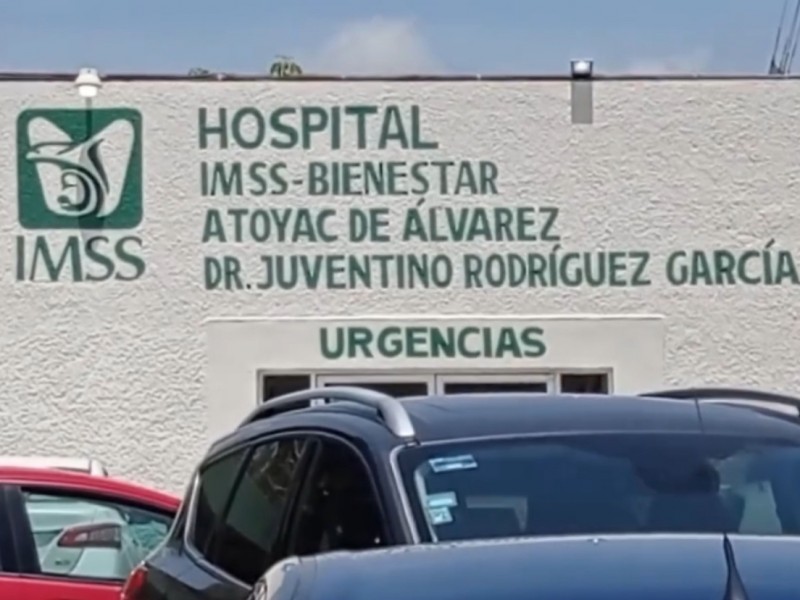 HOSPITAL
IMSS-BIENESTAR
ATOYAC DE ÁLVAREZ
DR. JUVENTINO RODRÍGUEZ GARCÍA
IMSS
URGENCIAS